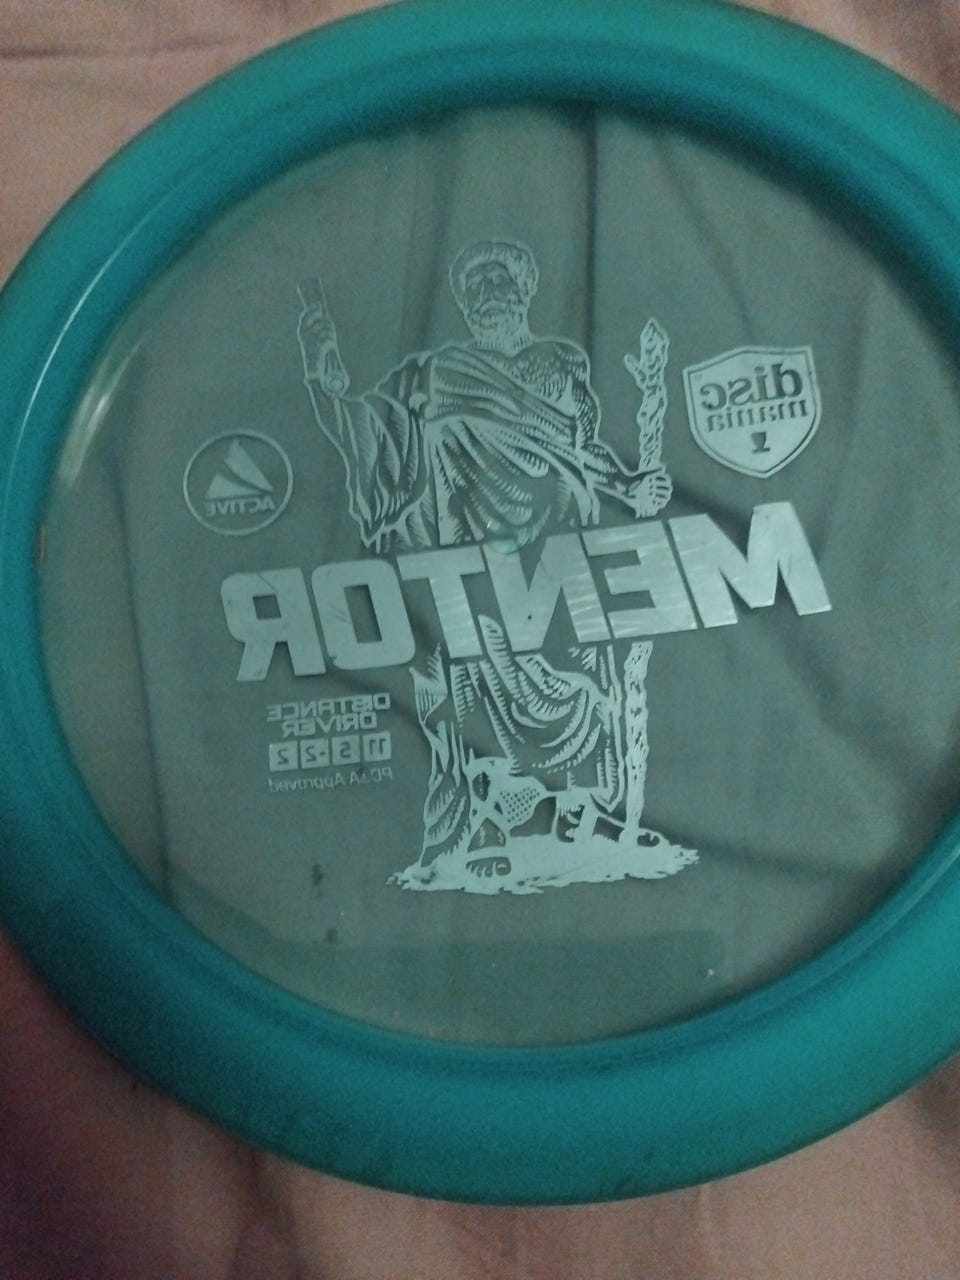 disc
mania
ACTIVE
MENTOR
DISTANCE
DRIVER
11 5 -2 2
PDGA Approved